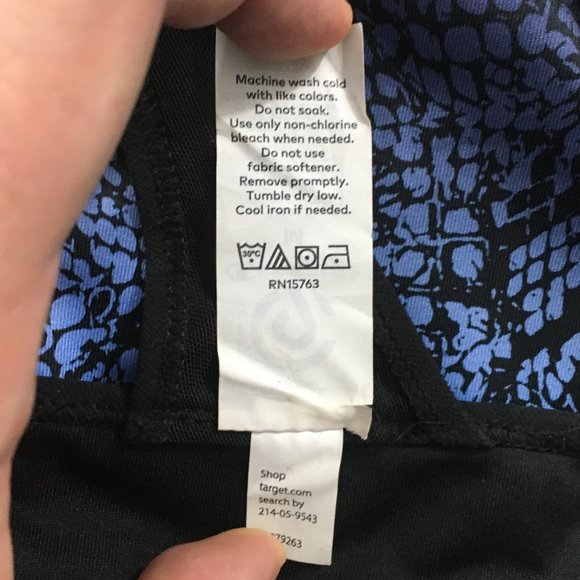 Machine wash cold
with like colors.
Do not soak.
Use only non-chlorine
bleach when needed.
Do not use
fabric softener.
Remove promptly.
Tumble dry low.
Cool iron if needed.
30°C
RN15763
Shop
target.com
search by
214-05-9543
79263